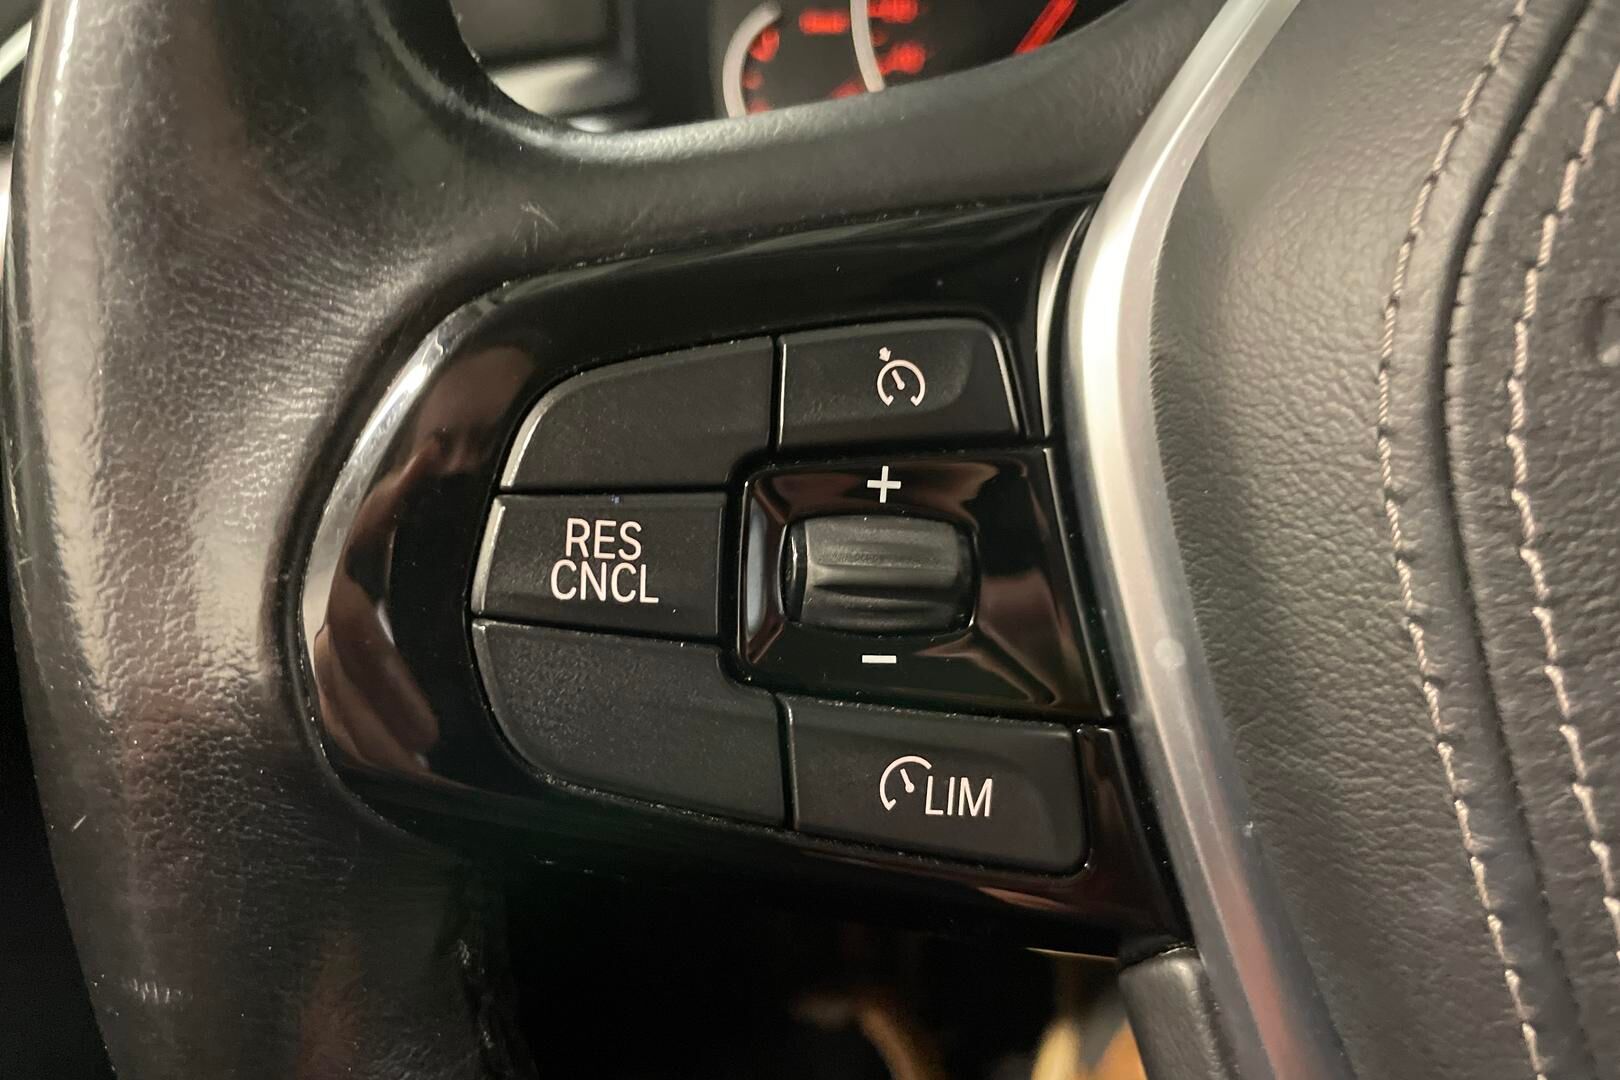 +
RES
CNCL
-
LIM